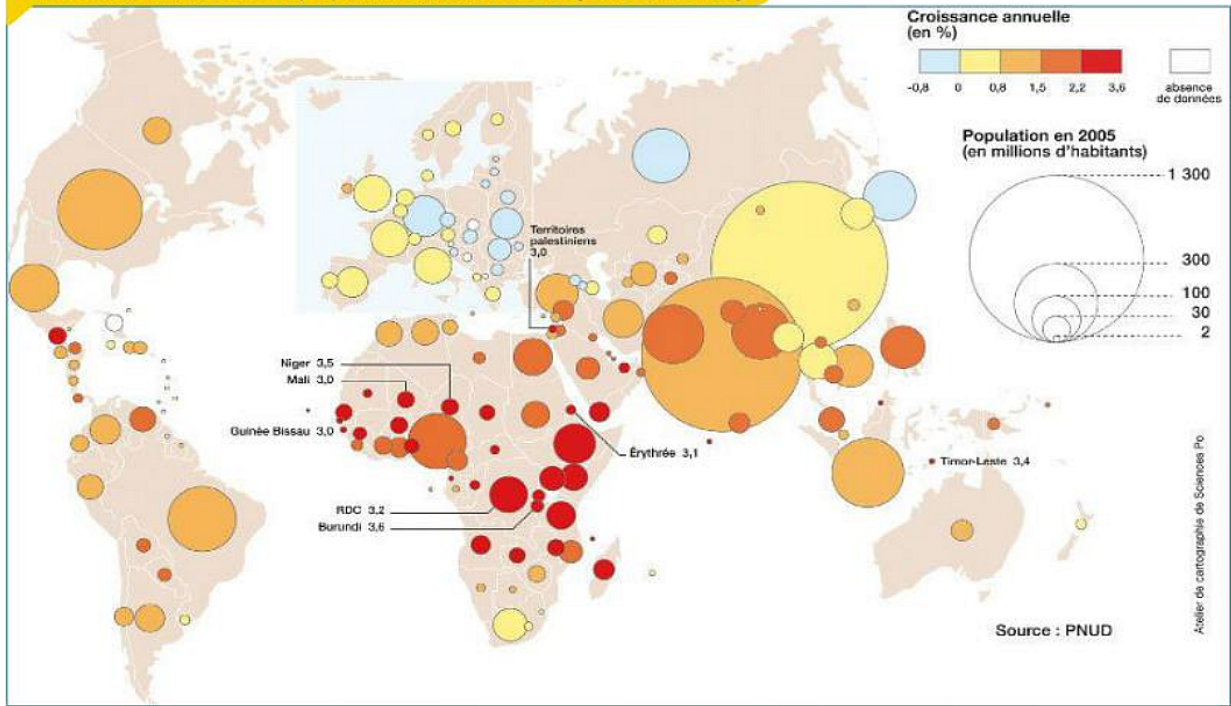 Croissance annuelle
(en %)
-0,8 0 0,8 1,5 2,2 3,6
absence
de données
Population en 2005
(en millions d'habitants)
1 300
300
100
30
2
Territoires
palestiniens
3,0
Niger 3,5
Mali 3,0
Guinée Bissau 3,0
Érythrée 3,1
RDC 3,2
Burundi 3,6
Timor-Leste 3,4
Source : PNUD
Atelier de cartographie de Sciences Po